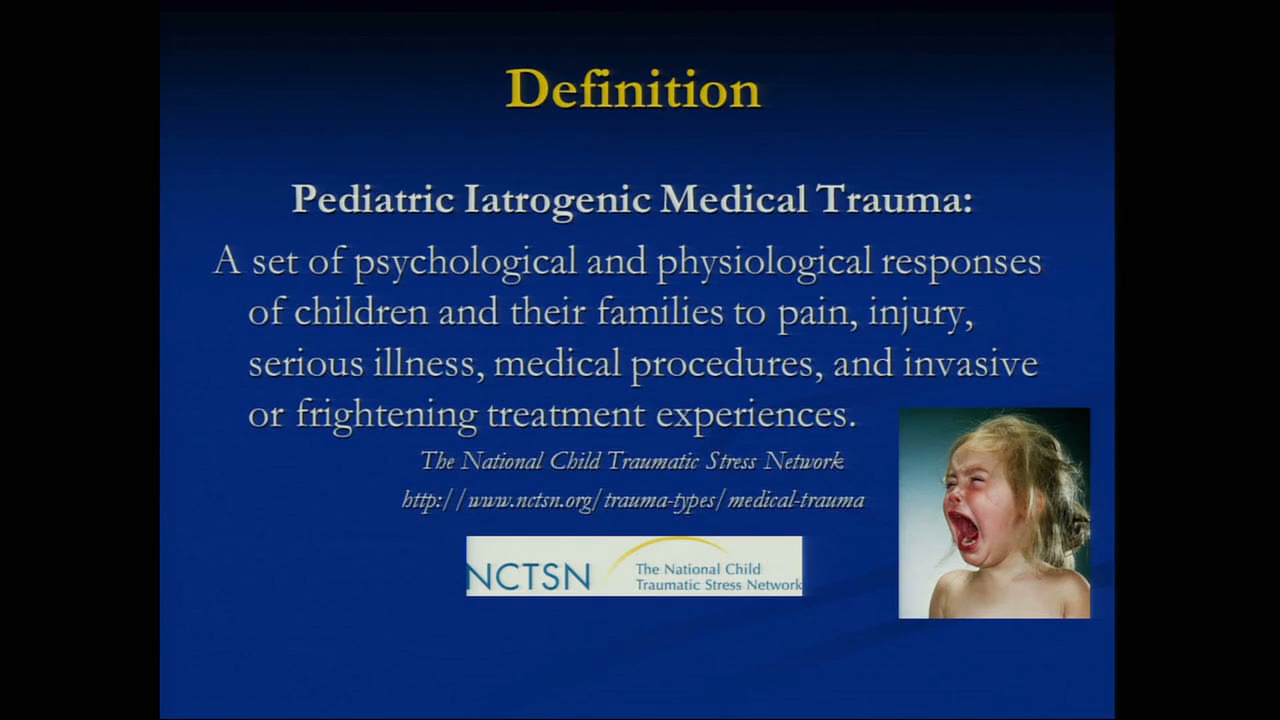 Definition
Pediatric Iatrogenic Medical Trauma:
A set of psychological and physiological responses
of children and their families to pain, injury,
serious illness, medical procedures, and invasive
or frightening treatment experiences.
The National Child Traumatic Stress Network
http://www.nctsn.org/trauma-types/medical-trauma
NCTSN
The National Child
Traumatic Stress Network